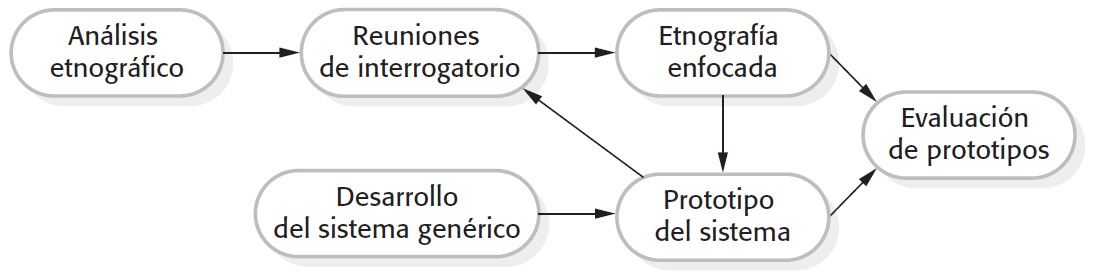 Análisis
etnográfico
Reuniones
de interrogatorio
Etnografía
enfocada
Evaluación
de prototipos
Desarrollo
del sistema genérico
Prototipo
del sistema